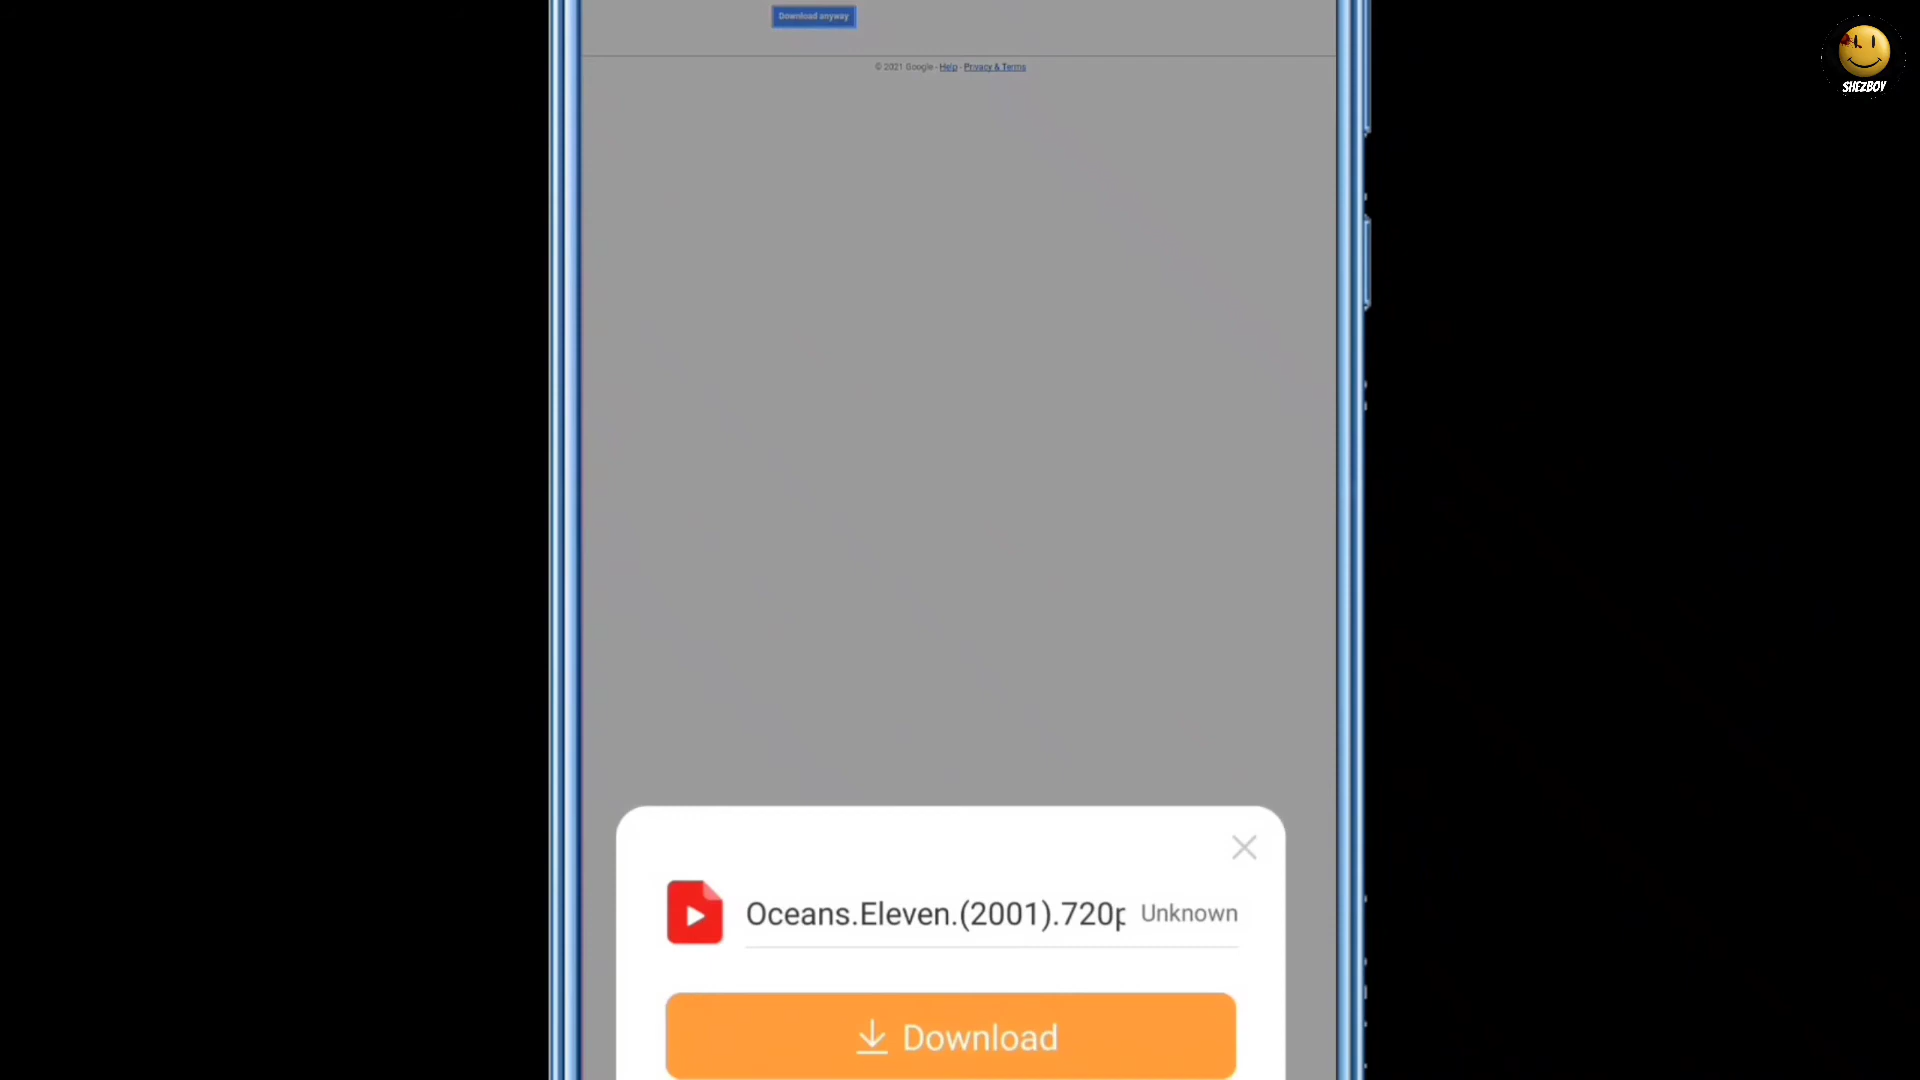 Download anyway
© 2021 Google - Help - Privacy & Terms
SHEZBOY
Oceans.Eleven.(2001).720p Unknown
Download